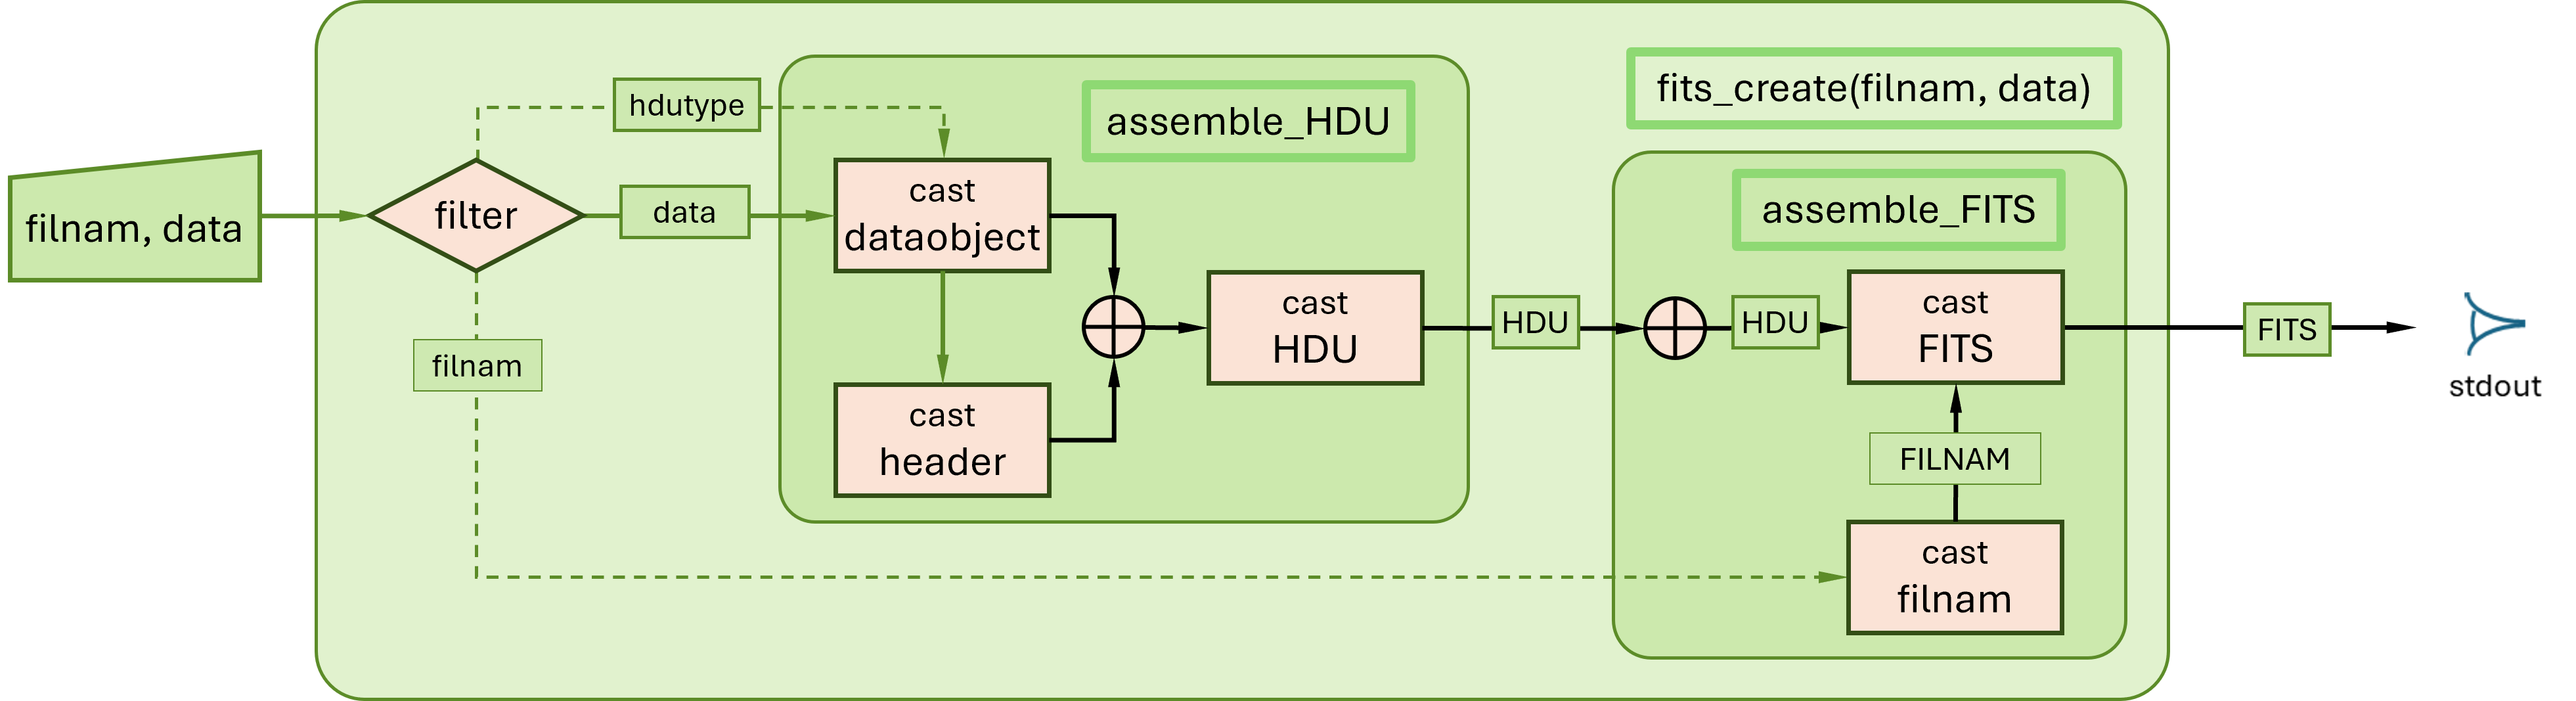 filnam, data
filter
hdutype
data
filnam
assemble_HDU
cast
dataobject
cast
header
cast
HDU
HDU
fits_create(filnam, data)
assemble_FITS
HDU
cast
FITS
FILNAM
cast
filnam
FITS
stdout